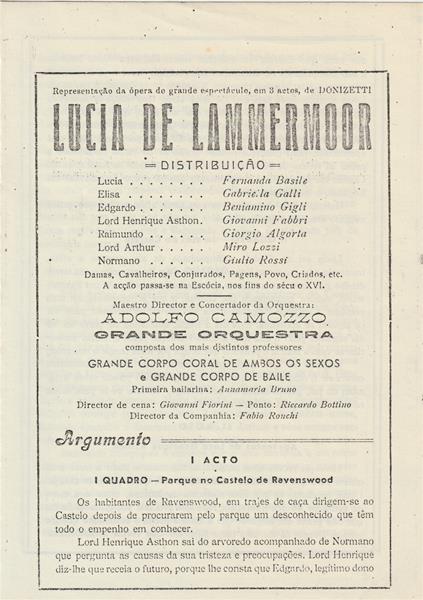 Representação da ópera de grande espectáculo, em 3 actos, de DONIZETTI
LUCIA DE LAMMERMOOR
= DISTRIBUIÇÃO =
Lucia . . . . . . . . Fernanda Basile
Elisa . . . . . . . . Gabriella Galli
Edgardo . . . . . . Beniamino Gigli
Lord Henrique Asthon. Giovanni Fabbri
Raimundo . . . . . . Giorgio Algorta
Lord Arthur . . . . . Miro Lozzi
Normano . . . . . . Giulio Rossi
Damas, Cavalheiros, Conjurados, Pagens, Povo, Criados, etc.
A acção passa-se na Escócia, nos fins do sécu o XVI.
Maestro Director e Concertador da Orquestra:
ADOLFO CAMOZZO
GRANDE ORQUESTRA
composta dos mais distintos professores
GRANDE CORPO CORAL DE AMBOS OS SEXOS
e GRANDE CORPO DE BAILE
Primeira bailarina: Annamaria Bruno
Director de cena: Giovanni Fiorini — Ponto: Riccardo Bottino
Director da Companhia: Fabio Ronchi
Argumento
I ACTO
I QUADRO — Parque no Castelo de Ravenswood
Os habitantes de Ravenswood, em trajes de caça dirigem-se ao
Castelo depois de procurarem pelo parque um desconhecido que têm
todo o empenho em conhecer.
Lord Henrique Asthon sai do arvoredo acompanhado de Normano
que pergunta as causas da sua tristeza e preocupações. Lord Henrique
diz-lhe que receia o futuro, porque lhe consta que Edgardo, legítimo dono